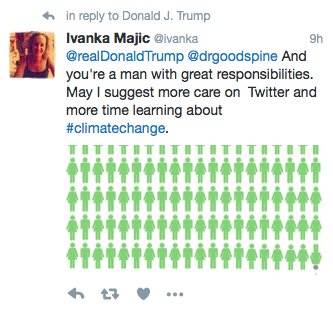 in reply to Donald J. Trump
Ivanka Majic @ivanka 9h
@realDonaldTrump @drgoodspine And
you're a man with great responsibilities.
May I suggest more care on Twitter and
more time learning about
#climatechange.